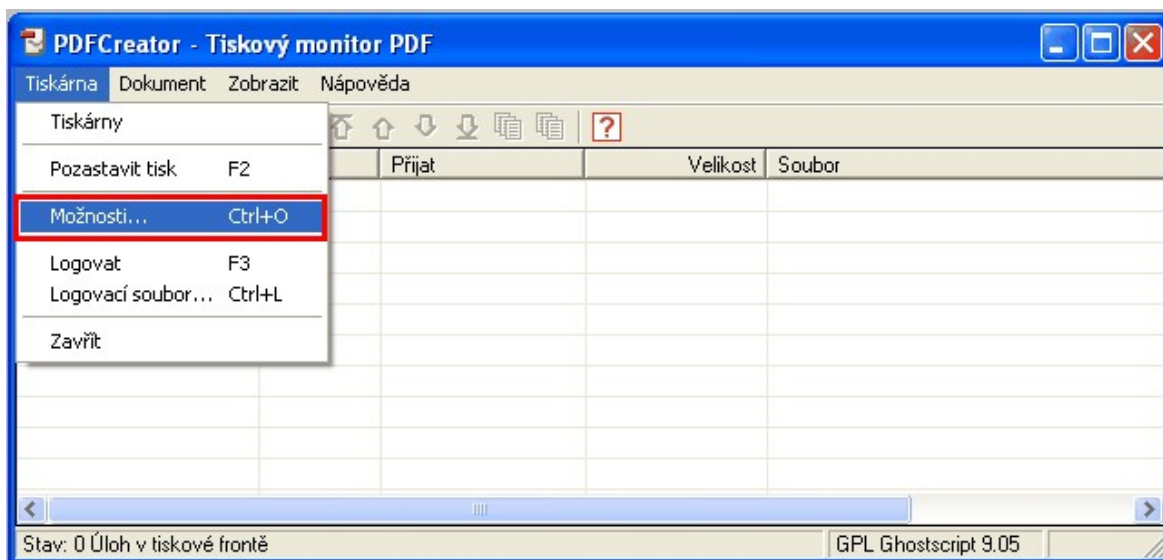 PDFCreator - Tiskový monitor PDF
Tiskárna Dokument Zobrazit Nápověda
Tiskárny
Pozastavit tisk F2
Možnosti... Ctrl+O
Logovat F3
Logovací soubor... Ctrl+L
Zavřít
Přijat Velikost Soubor
Stav: 0 Úloh v tiskové frontě GPL Ghostscript 9.05